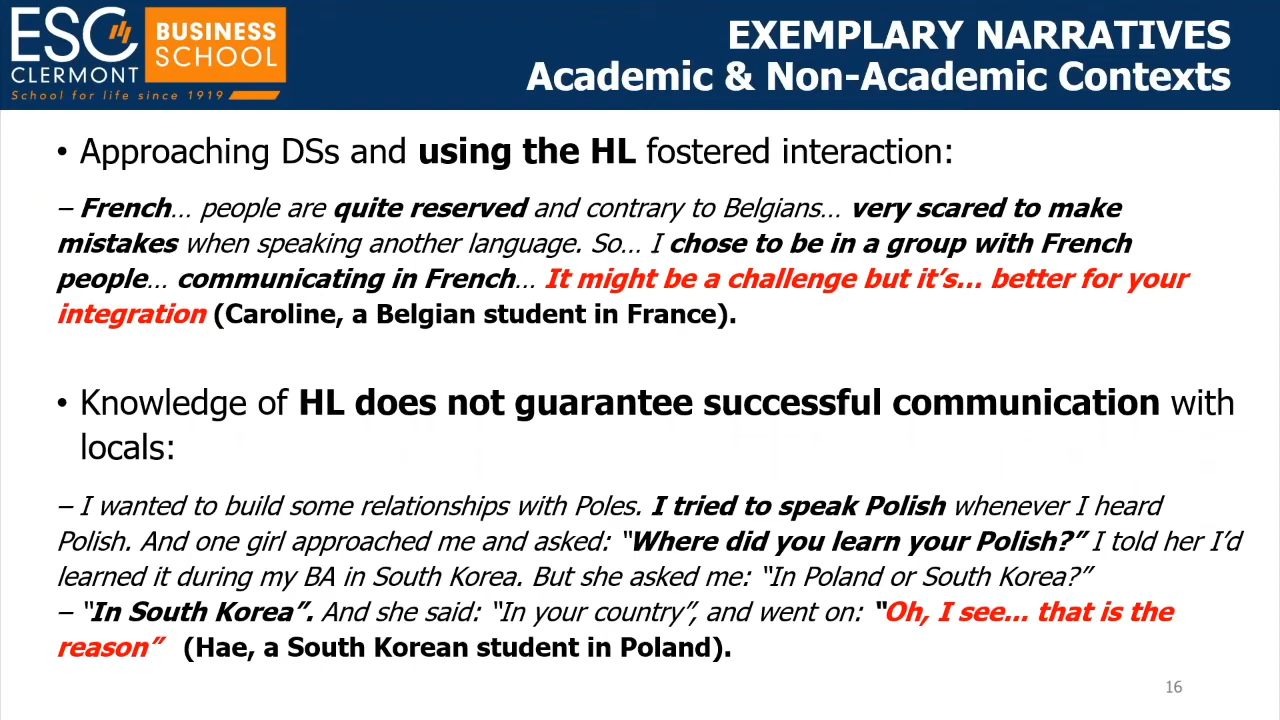 ESC
CLERMONT
BUSINESS
SCHOOL
School for life since 1919
EXEMPLARY NARRATIVES
Academic & Non-Academic Contexts
• Approaching DSs and using the HL fostered interaction:
– French… people are quite reserved and contrary to Belgians… very scared to make
mistakes when speaking another language. So… I chose to be in a group with French
people… communicating in French… It might be a challenge but it’s… better for your
integration (Caroline, a Belgian student in France).
• Knowledge of HL does not guarantee successful communication with
locals:
– I wanted to build some relationships with Poles. I tried to speak Polish whenever I heard
Polish. And one girl approached me and asked: “Where did you learn your Polish?” I told her I’d
learned it during my BA in South Korea. But she asked me: “In Poland or South Korea?”
– “In South Korea”. And she said: “In your country”, and went on: “Oh, I see… that is the
reason” (Hae, a South Korean student in Poland).
16